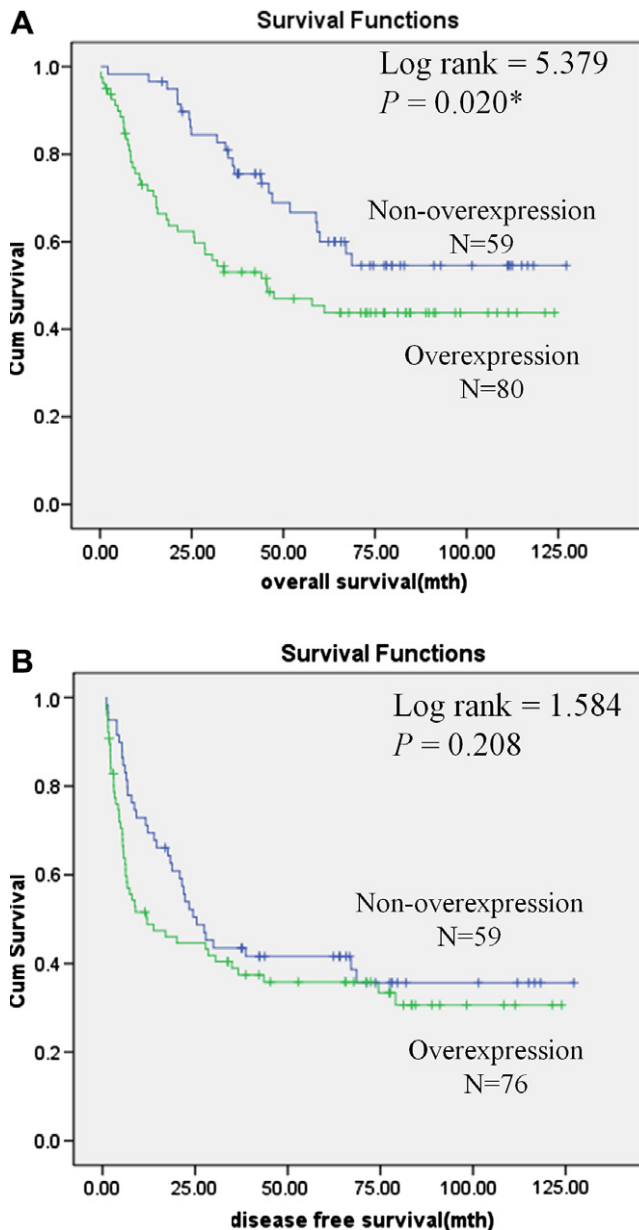 A
Survival Functions
Log rank = 5.379
P = 0.020*
1.0
0.8
0.6
0.4
0.2
0.0
Cum Survival
Non-overexpression
N=59
Overexpression
N=80
0.00 25.00 50.00 75.00 100.00 125.00
overall survival(mth)
B
Survival Functions
Log rank = 1.584
P = 0.208
1.0
0.8
0.6
0.4
0.2
0.0
Cum Survival
Non-overexpression
N=59
Overexpression
N=76
0.00 25.00 50.00 75.00 100.00 125.00
disease free survival(mth)